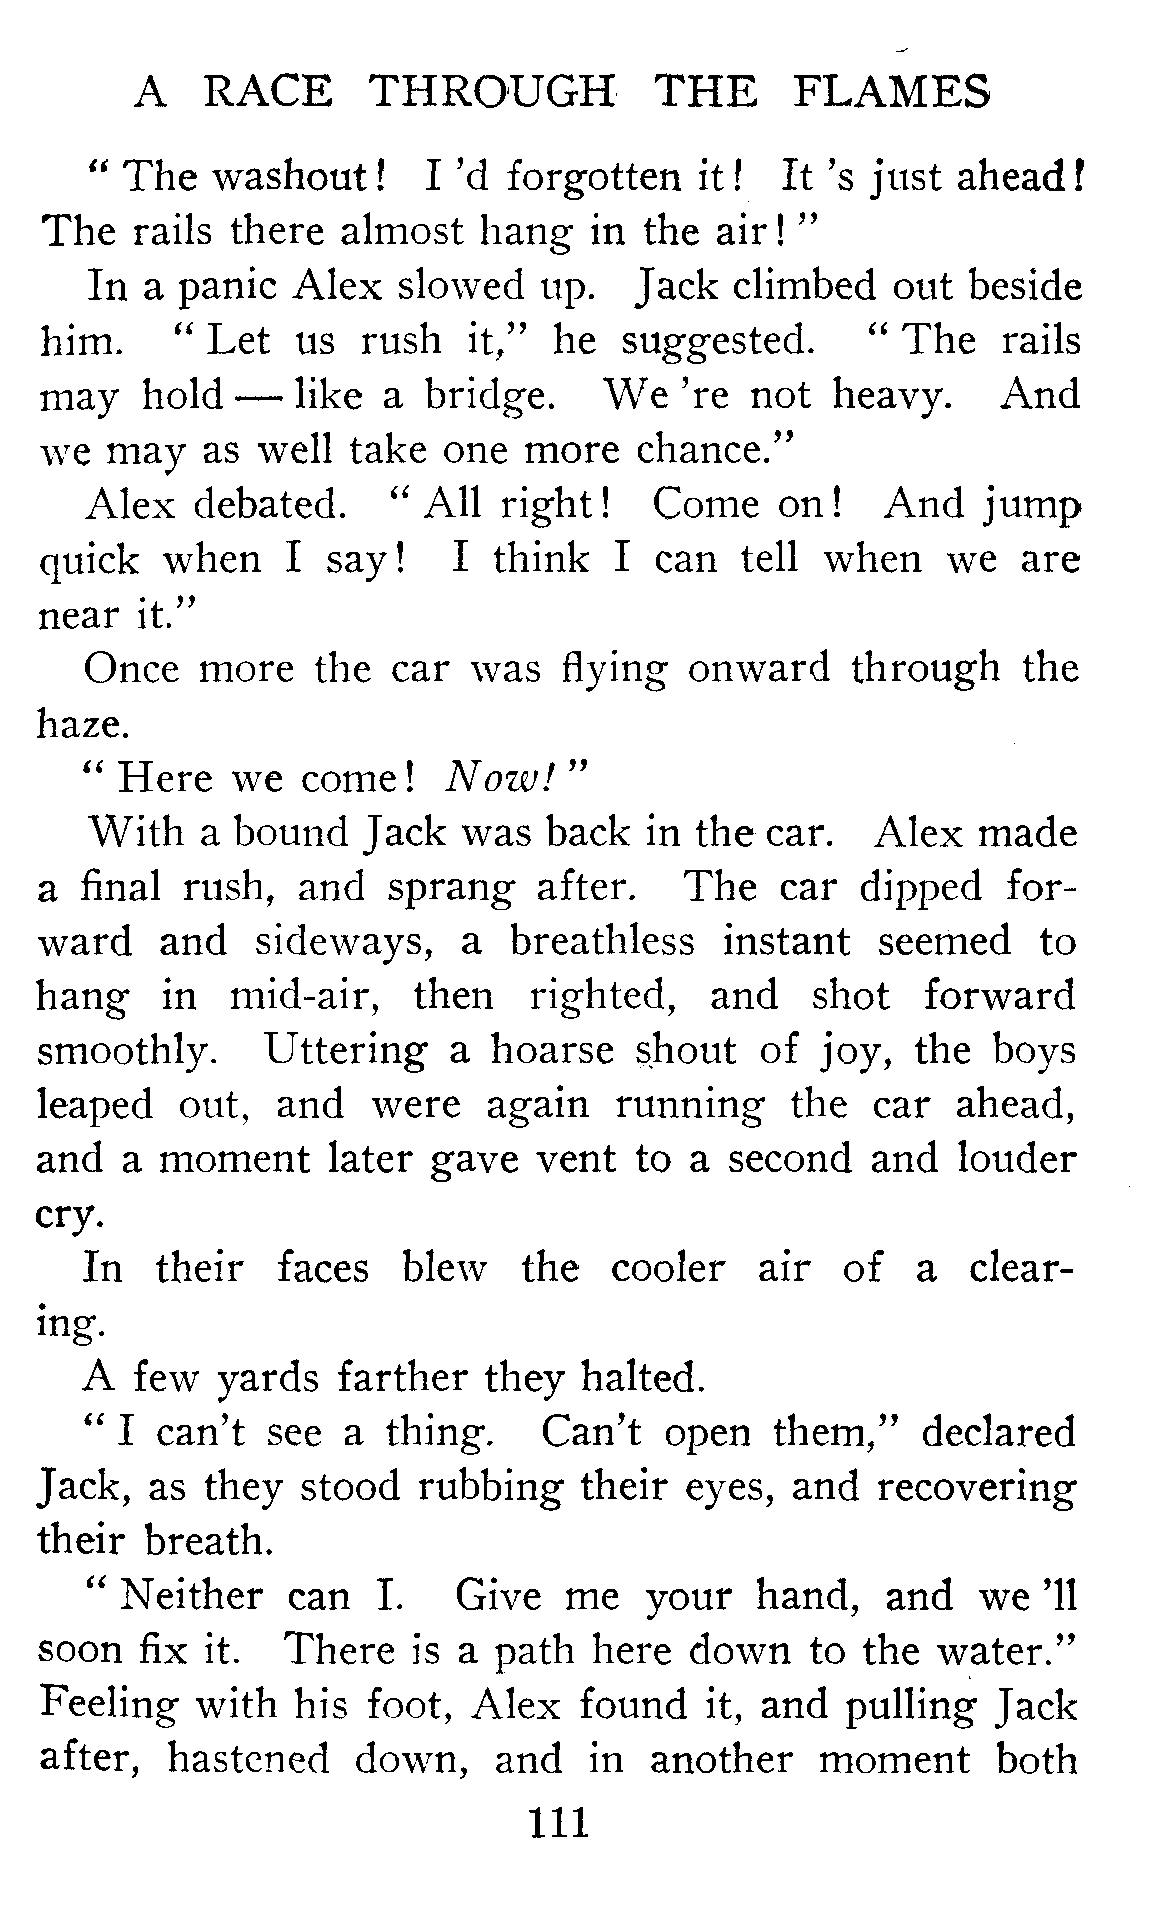 A RACE THROUGH THE FLAMES
“ The washout! I ’d forgotten it! It ’s just ahead!
The rails there almost hang in the air! ”
In a panic Alex slowed up. Jack climbed out beside
him. “ Let us rush it,” he suggested. “ The rails
may hold — like a bridge. We ’re not heavy. And
we may as well take one more chance.”
Alex debated. “ All right! Come on! And jump
quick when I say! I think I can tell when we are
near it.”
Once more the car was flying onward through the
haze.
“ Here we come! Now! ”
With a bound Jack was back in the car. Alex made
a final rush, and sprang after. The car dipped for-
ward and sideways, a breathless instant seemed to
hang in mid-air, then righted, and shot forward
smoothly. Uttering a hoarse shout of joy, the boys
leaped out, and were again running the car ahead,
and a moment later gave vent to a second and louder
cry.
In their faces blew the cooler air of a clear-
ing.
A few yards farther they halted.
“ I can’t see a thing. Can’t open them,” declared
Jack, as they stood rubbing their eyes, and recovering
their breath.
“ Neither can I. Give me your hand, and we ’ll
soon fix it. There is a path here down to the water.”
Feeling with his foot, Alex found it, and pulling Jack
after, hastened down, and in another moment both
111